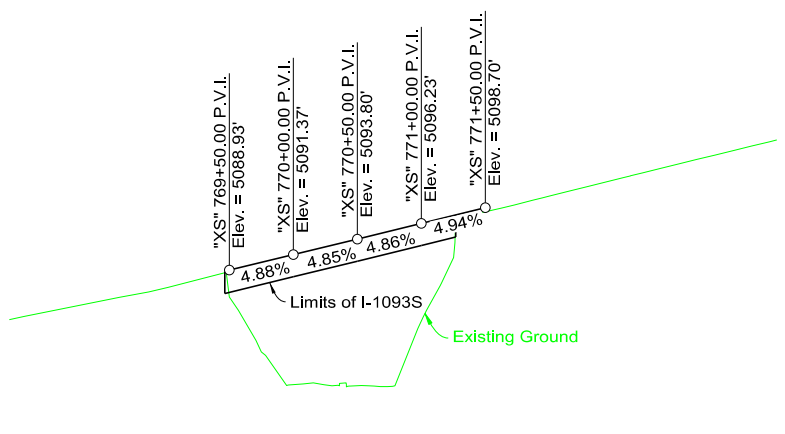 "XS" 769+50.00 P.V.I.
Elev. = 5088.93'
"XS" 770+00.00 P.V.I.
Elev. = 5091.37'
"XS" 770+50.00 P.V.I.
Elev. = 5093.80'
"XS" 771+00.00 P.V.I.
Elev. = 5096.23'
"XS" 771+50.00 P.V.I.
Elev. = 5098.70'
4.88%
4.85%
4.86%
4.94%
Limits of I-1093S
Existing Ground